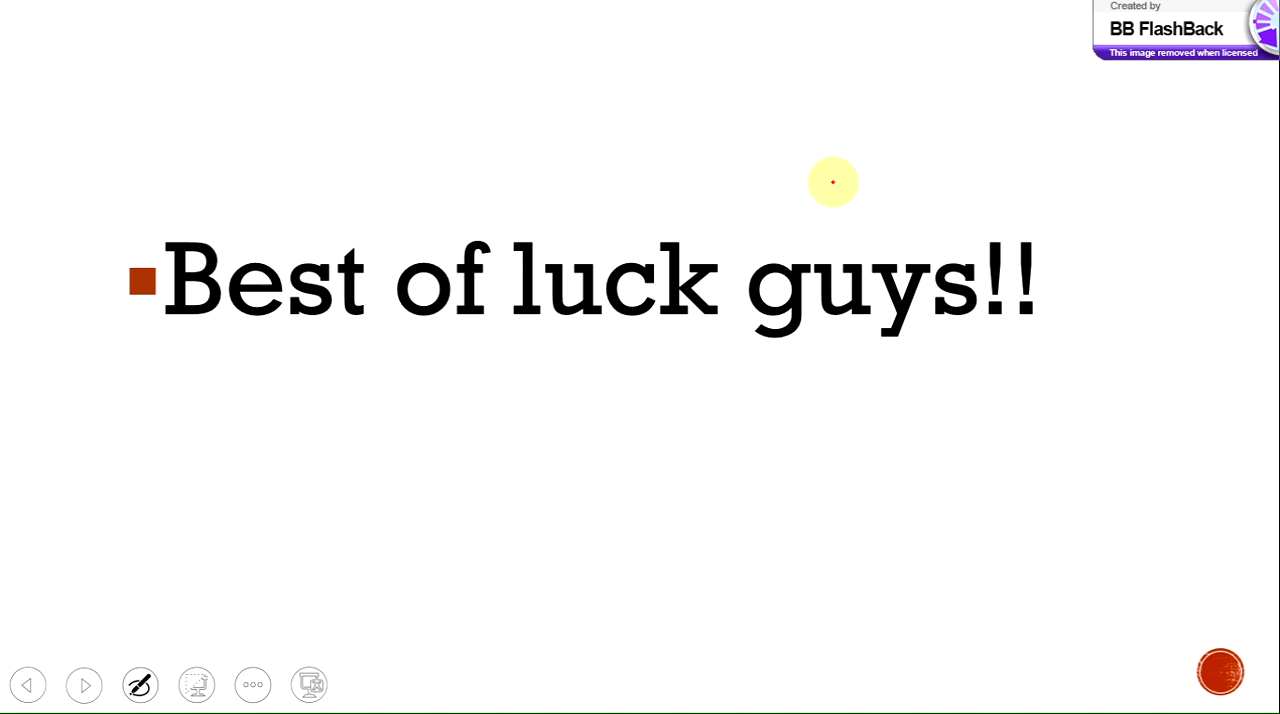 Created by
BB FlashBack
This image removed when licensed
Best of luck guys!!